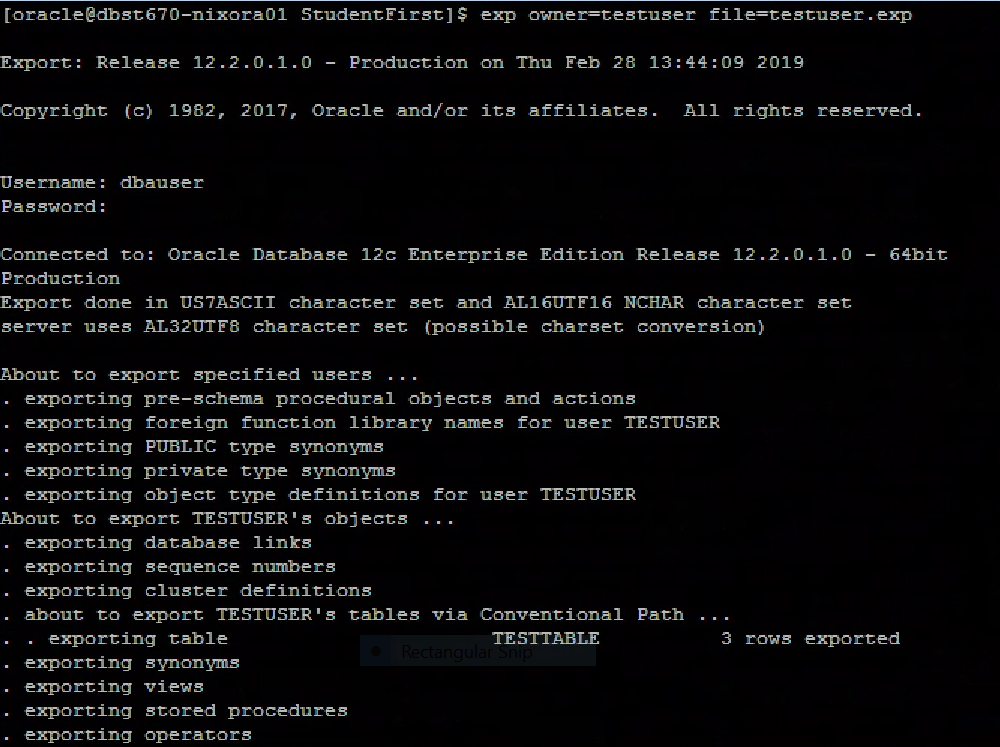 [oracle@dbst670-nixora01 StudentFirst]$ exp owner=testuser file=testuser.exp
Export: Release 12.2.0.1.0 - Production on Thu Feb 28 13:44:09 2019
Copyright (c) 1982, 2017, Oracle and/or its affiliates.  All rights reserved.
Username: dbauser
Password:
Connected to: Oracle Database 12c Enterprise Edition Release 12.2.0.1.0 - 64bit
Production
Export done in US7ASCII character set and AL16UTF16 NCHAR character set
server uses AL32UTF8 character set (possible charset conversion)
About to export specified users ...
. exporting pre-schema procedural objects and actions
. exporting foreign function library names for user TESTUSER
. exporting PUBLIC type synonyms
. exporting private type synonyms
. exporting object type definitions for user TESTUSER
About to export TESTUSER's objects ...
. exporting database links
. exporting sequence numbers
. exporting cluster definitions
. about to export TESTUSER's tables via Conventional Path ...
. . exporting table                      TESTTABLE          3 rows exported
Rectangular Snip
. exporting synonyms
. exporting views
. exporting stored procedures
. exporting operators